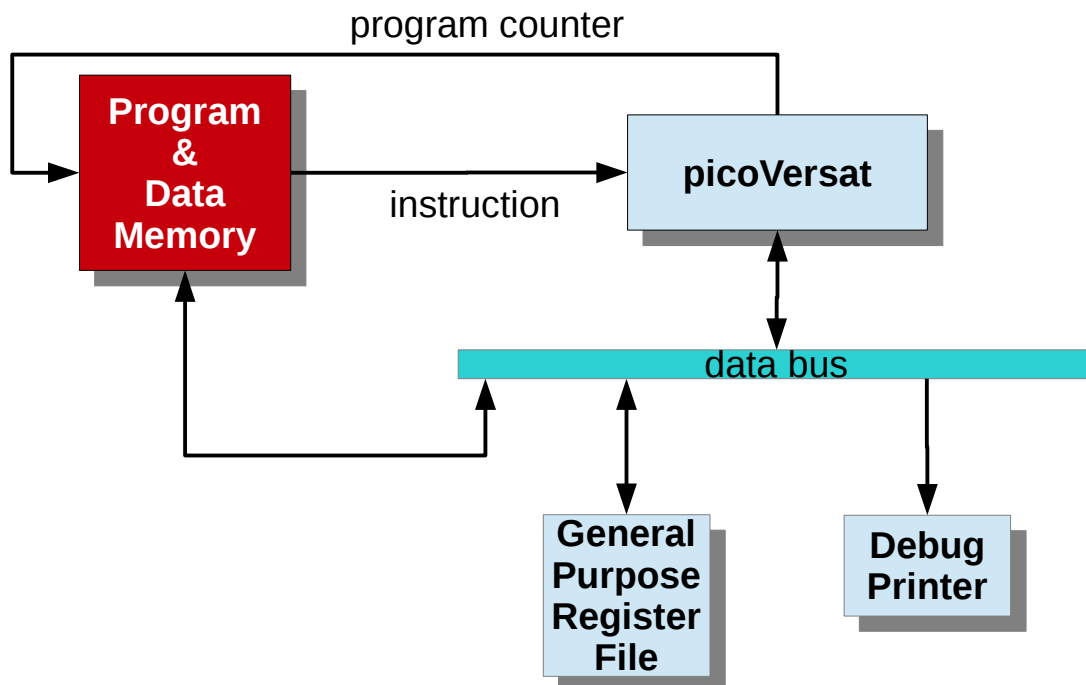 program counter
Program
&
Data
Memory
picoVersat
instruction
data bus
General
Purpose
Register
File
Debug
Printer